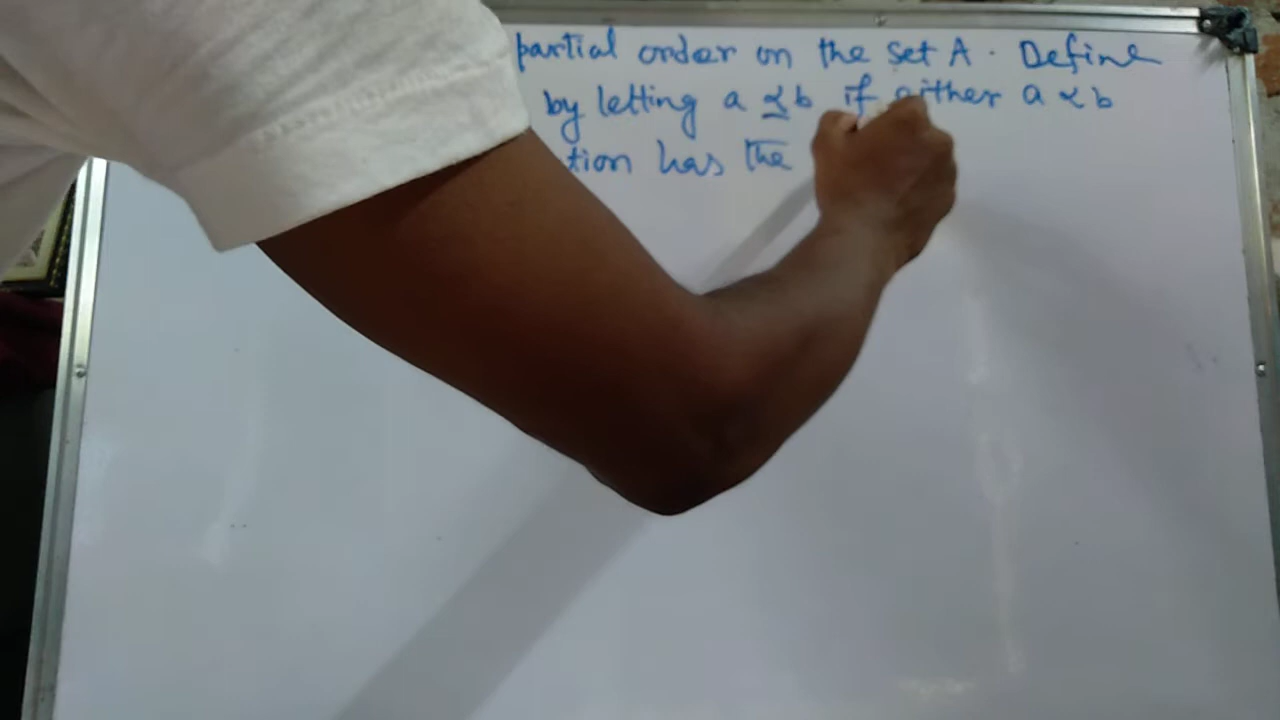 partial order on the set A. Define
by letting a ⪯ b if either a ≺ b
tion has the